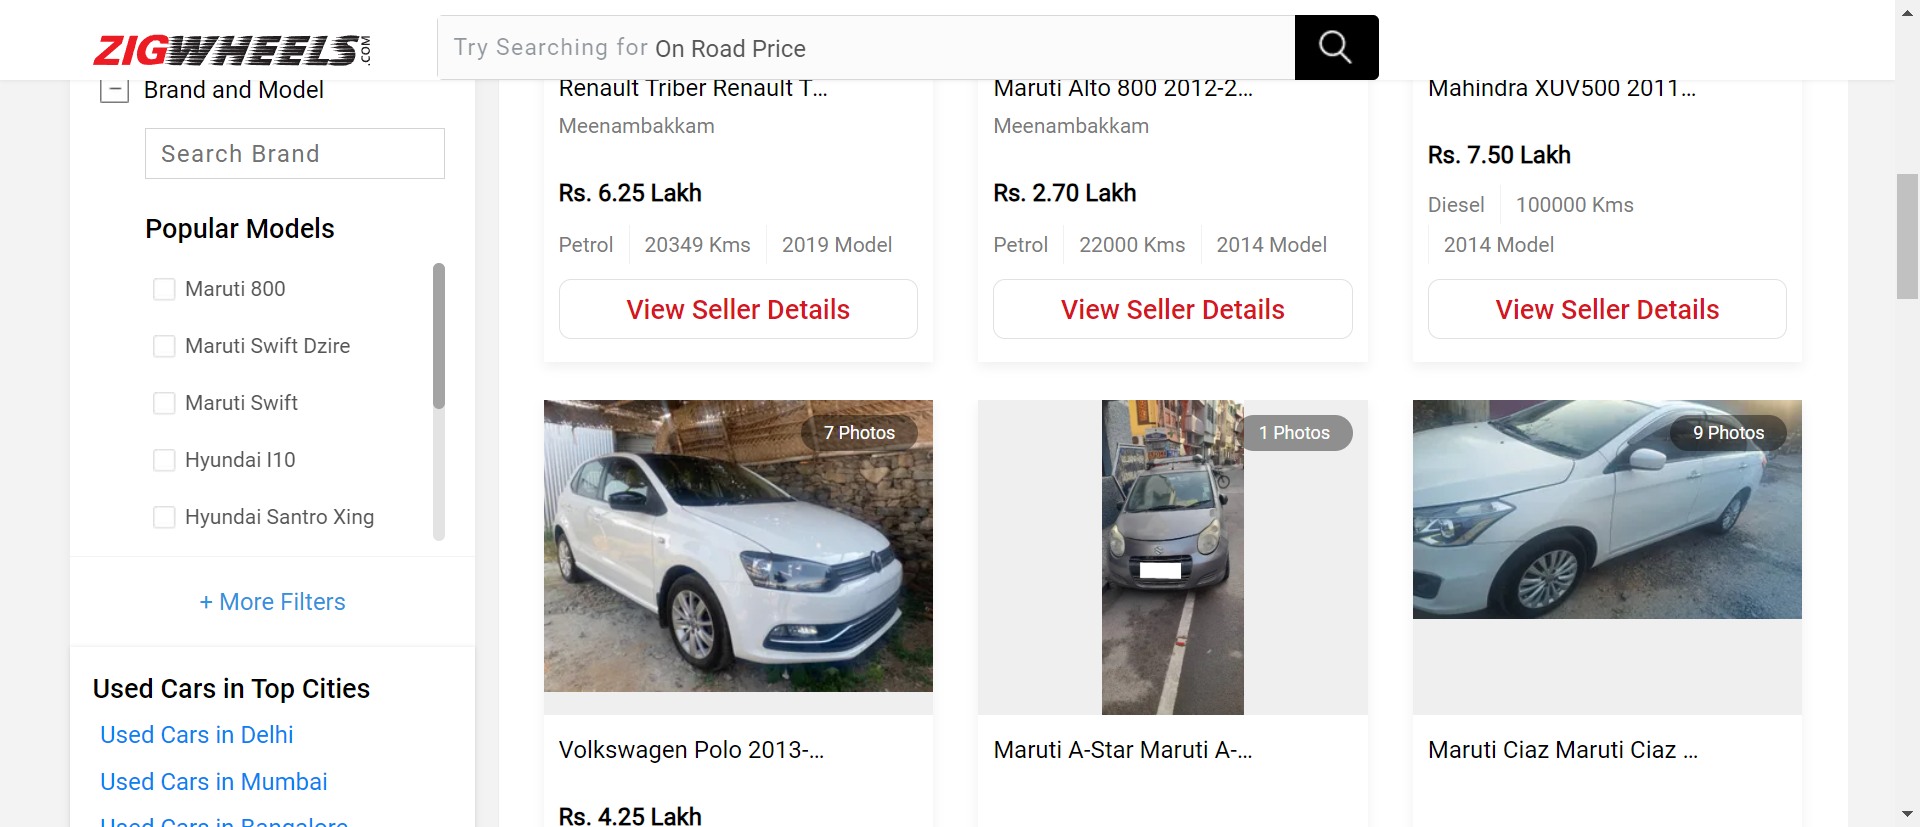 ZIGWHEELS.COM
Try Searching for On Road Price
Brand and Model
Search Brand
Popular Models
Maruti 800
Maruti Swift Dzire
Maruti Swift
Hyundai I10
Hyundai Santro Xing
+ More Filters
Used Cars in Top Cities
Used Cars in Delhi
Used Cars in Mumbai
Used Cars in Bangalore
Renault Triber Renault T...
Meenambakkam
Rs. 6.25 Lakh
Petrol 20349 Kms 2019 Model
View Seller Details
Maruti Alto 800 2012-2...
Meenambakkam
Rs. 2.70 Lakh
Petrol 22000 Kms 2014 Model
View Seller Details
Mahindra XUV500 2011...
Rs. 7.50 Lakh
Diesel 100000 Kms
2014 Model
View Seller Details
7 Photos
Volkswagen Polo 2013-...
Rs. 4.25 Lakh
1 Photos
Maruti A-Star Maruti A-...
9 Photos
Maruti Ciaz Maruti Ciaz ...